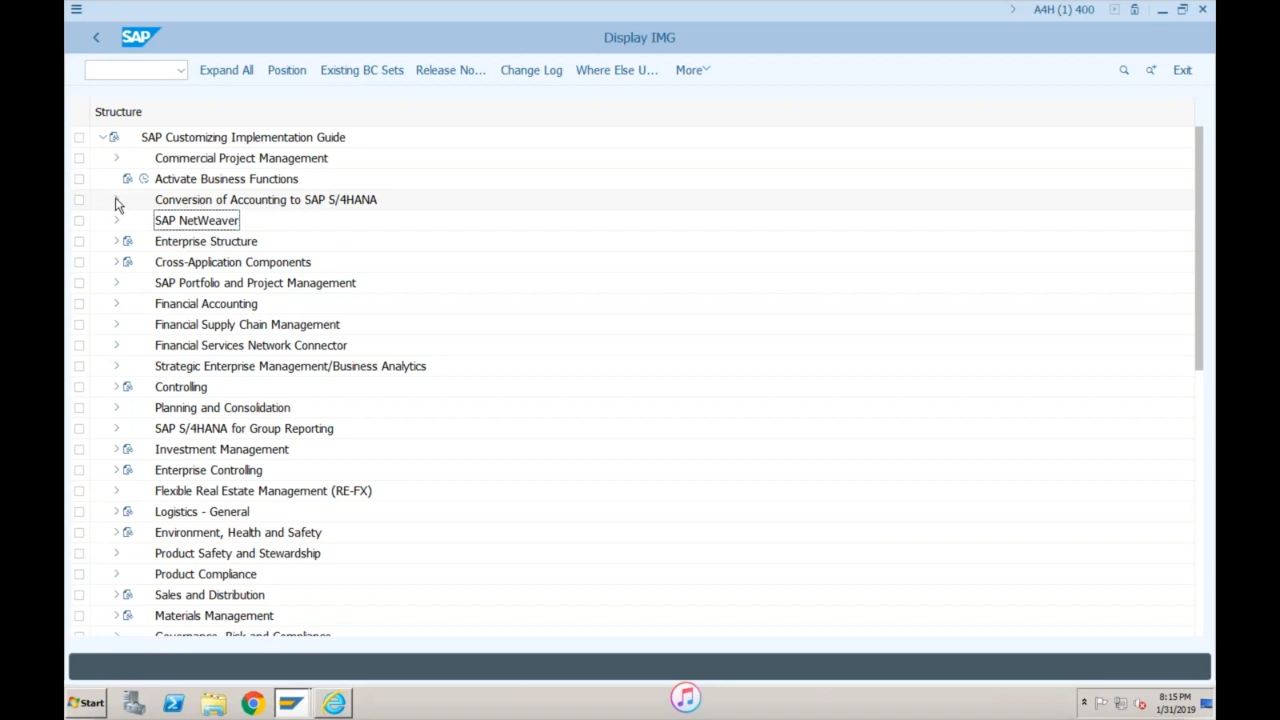 A4H (1) 400
SAP
Display IMG
Expand All Position Existing BC Sets Release No... Change Log Where Else U... More Exit
Structure
SAP Customizing Implementation Guide
Commercial Project Management
Activate Business Functions
Conversion of Accounting to SAP S/4HANA
SAP NetWeaver
Enterprise Structure
Cross-Application Components
SAP Portfolio and Project Management
Financial Accounting
Financial Supply Chain Management
Financial Services Network Connector
Strategic Enterprise Management/Business Analytics
Controlling
Planning and Consolidation
SAP S/4HANA for Group Reporting
Investment Management
Enterprise Controlling
Flexible Real Estate Management (RE-FX)
Logistics - General
Environment, Health and Safety
Product Safety and Stewardship
Product Compliance
Sales and Distribution
Materials Management
Governance, Risk and Compliance
Start
8:15 PM
1/31/2019